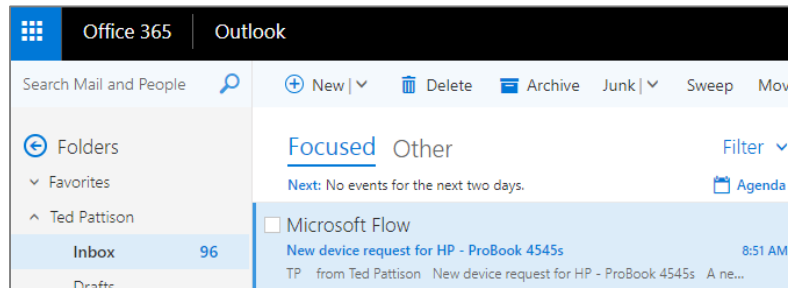 Office 365 Outlook
Search Mail and People
New Delete Archive Junk Sweep Mov
Folders
Focused Other Filter
Favorites
Next: No events for the next two days. Agenda
Ted Pattison
Microsoft Flow
Inbox 96
New device request for HP - ProBook 4545s 8:51 AM
TP from Ted Pattison New device request for HP - ProBook 4545s A ne...
Drafts